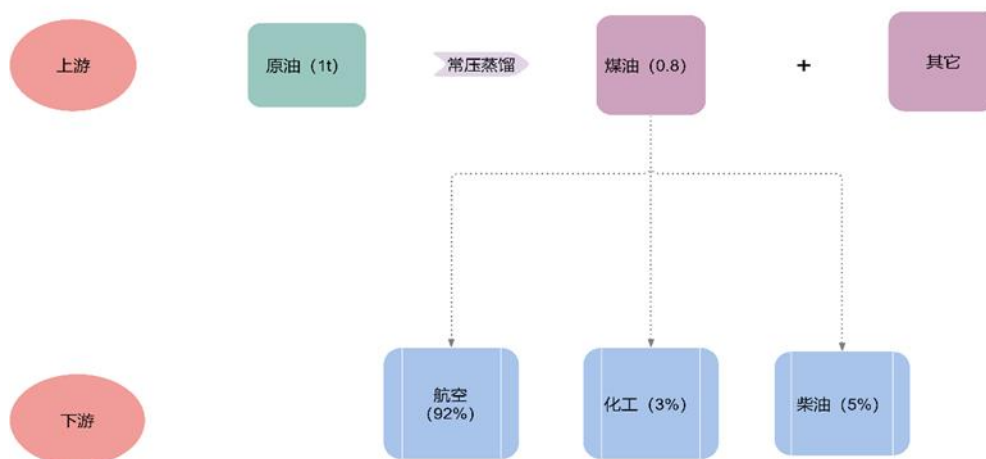 上游
原油（1t）
常压蒸馏
煤油（0.8）
+
其它
航空
(92%)
化工（3%）
柴油（5%）
下游